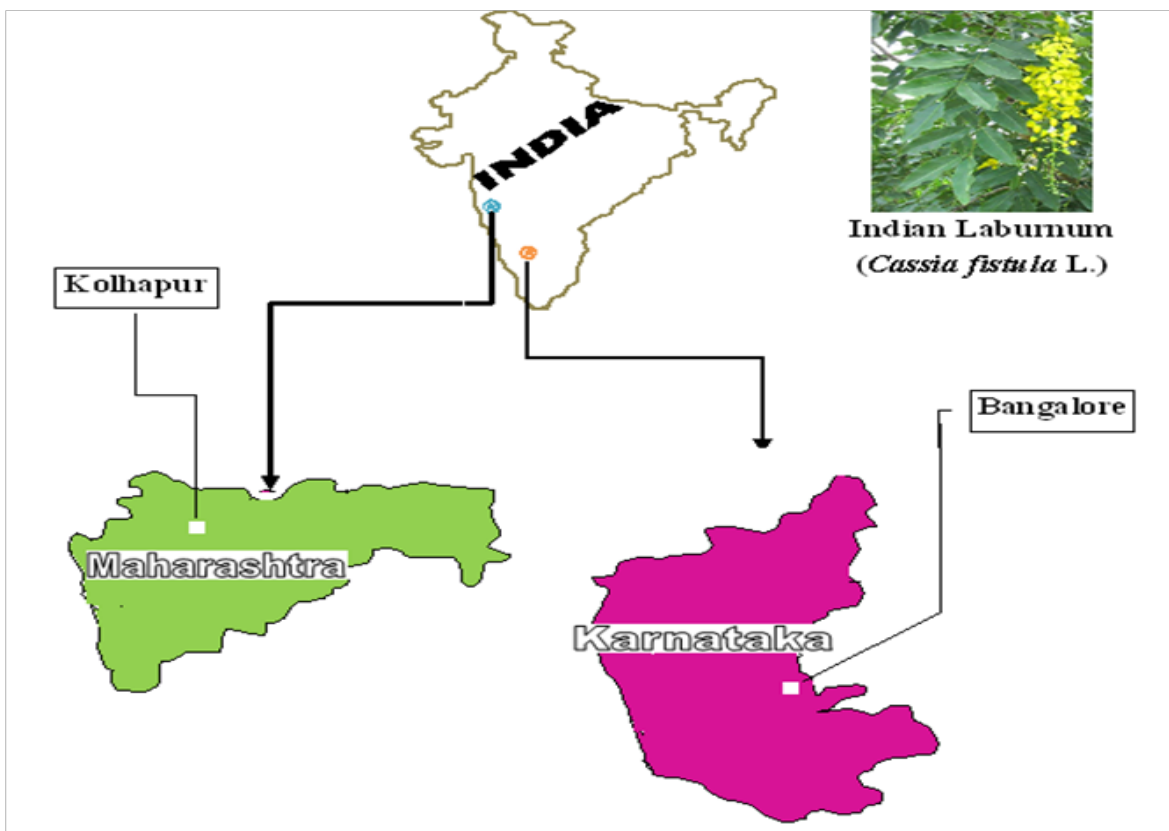 INDIA
Indian Laburnum
(Cassia fistula L.)
Kolhapur
Bangalore
Maharashtra
Karnataka